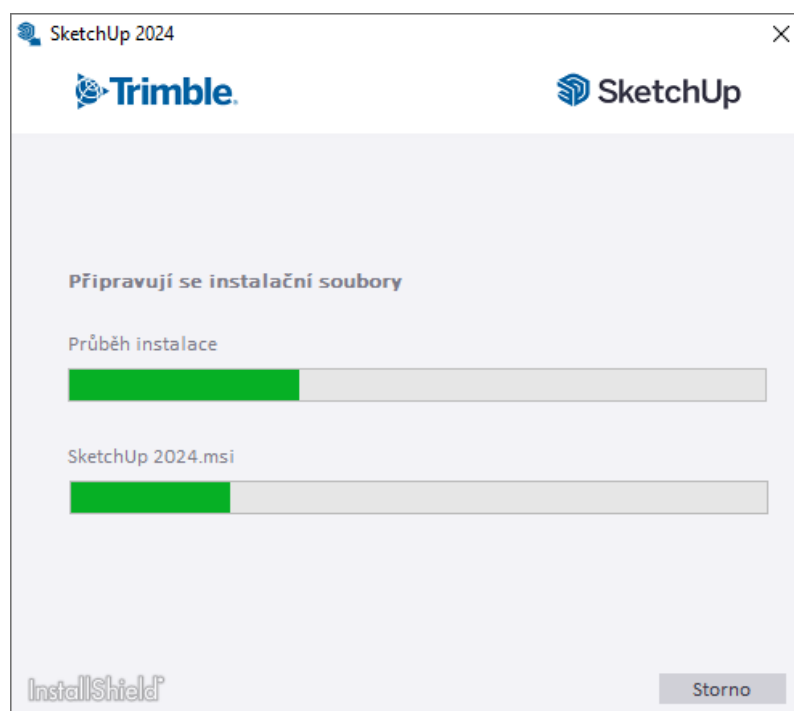 SketchUp 2024
Trimble.
SketchUp
Připravují se instalační soubory
Průběh instalace
SketchUp 2024.msi
InstallShield
Storno